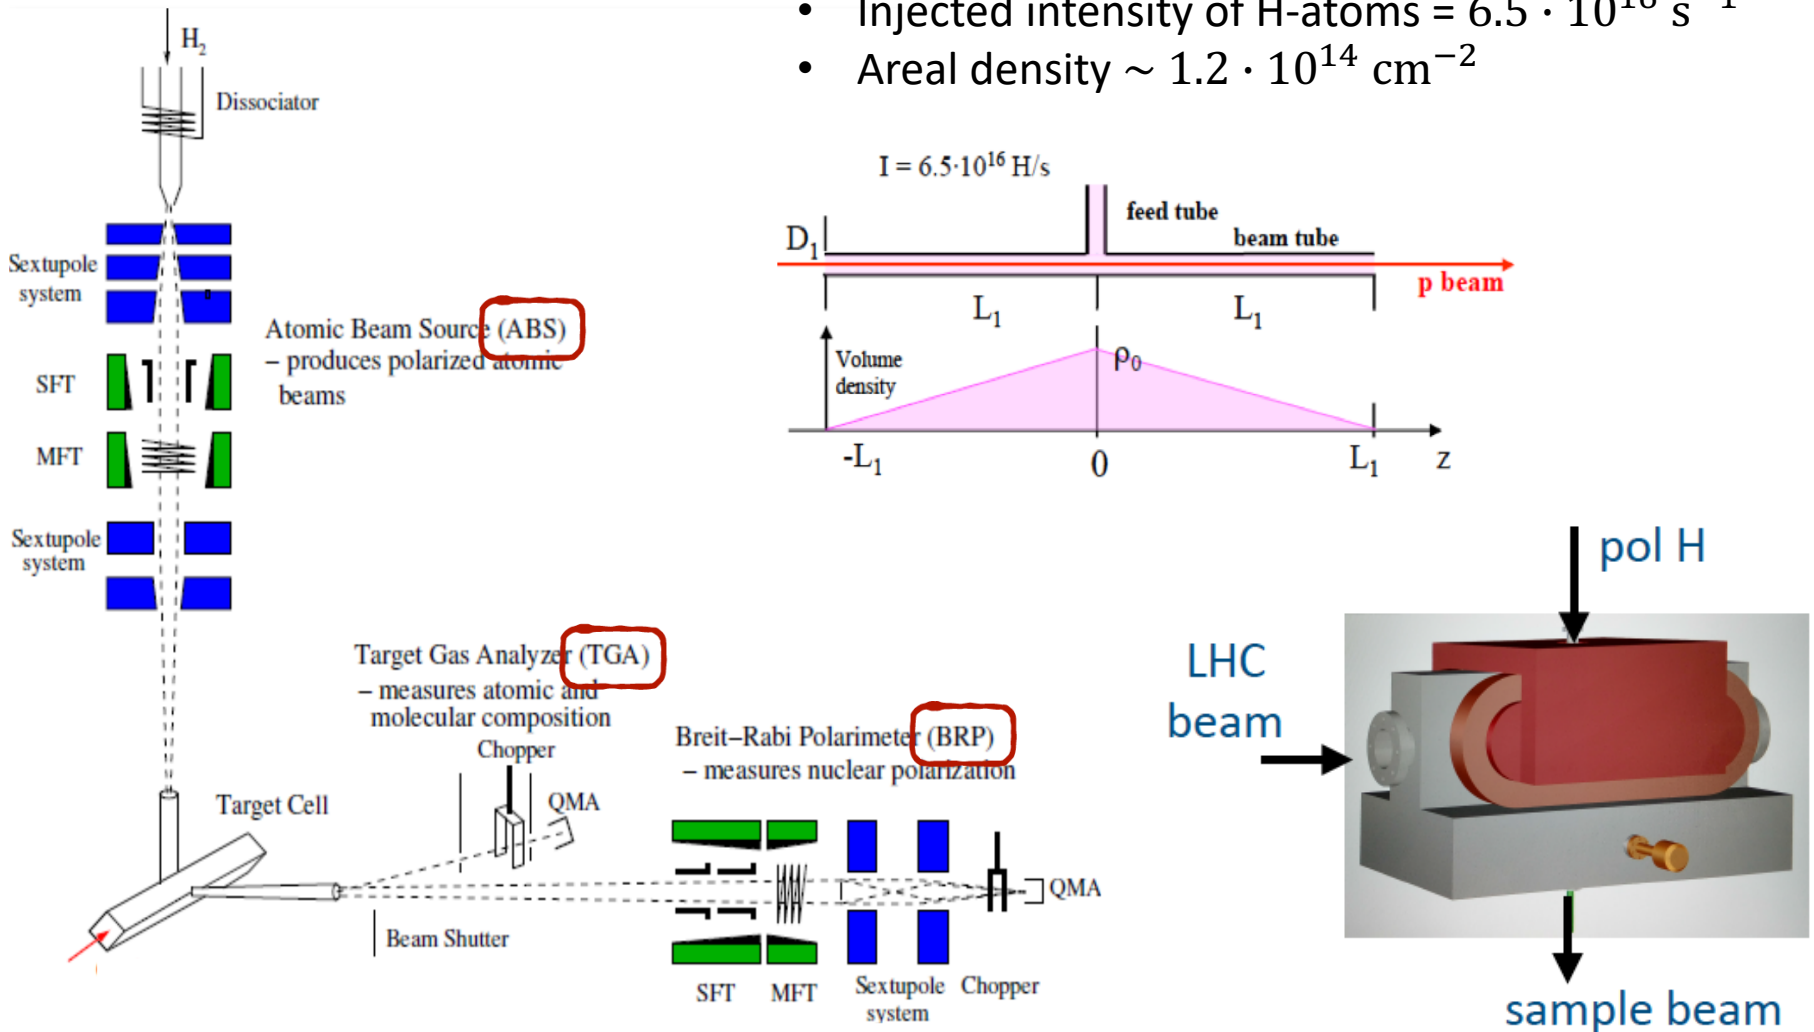 • Injected intensity of H-atoms = 6.5 · 10¹⁶ s⁻¹
• Areal density ~ 1.2 · 10¹⁴ cm⁻²
H₂
Dissociator
Sextupole
system
Atomic Beam Source (ABS)
– produces polarized atomic
beams
SFT
MFT
Sextupole
system
I = 6.5·10¹⁶ H/s
feed tube
beam tube
D₁
p beam
L₁
L₁
Volume
density
ρ₀
-L₁
0
L₁
z
Target Gas Analyzer (TGA)
– measures atomic and
molecular composition
Chopper
QMA
Breit–Rabi Polarimeter (BRP)
– measures nuclear polarization
Target Cell
Beam Shutter
QMA
SFT
MFT
Sextupole
system
Chopper
pol H
LHC
beam
sample beam